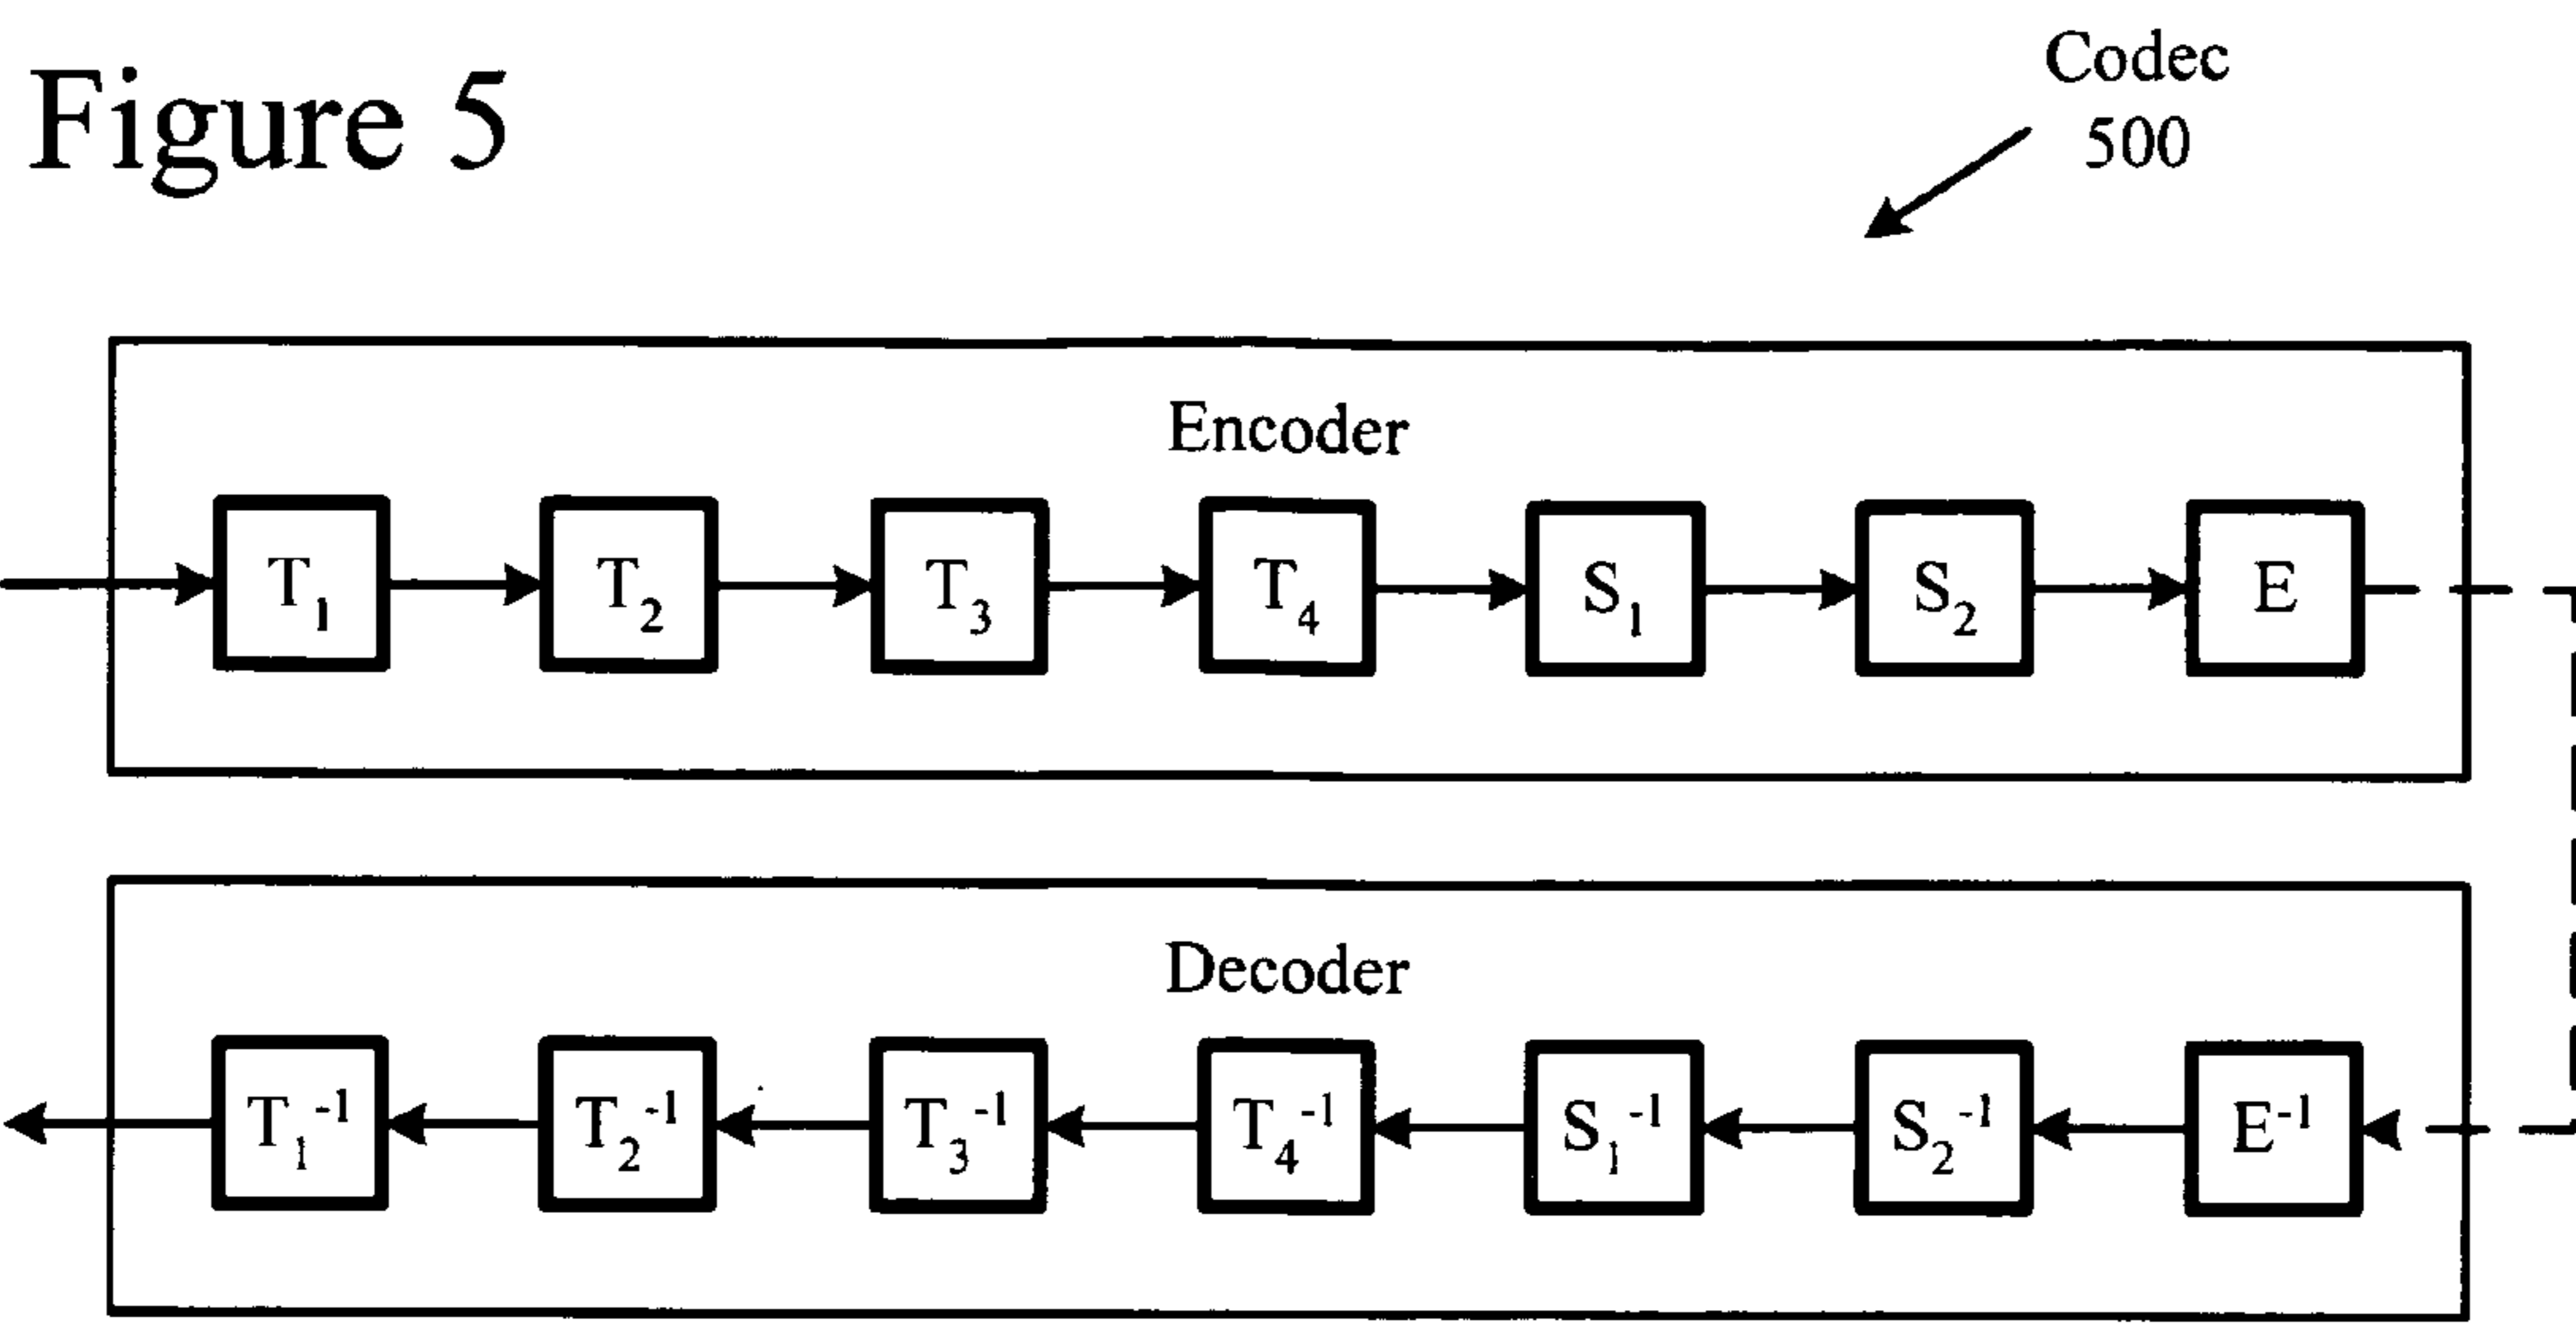 Figure 5
Codec
500
Encoder
T₁ T₂ T₃ T₄ S₁ S₂ E
Decoder
T₁⁻¹ T₂⁻¹ T₃⁻¹ T₄⁻¹ S₁⁻¹ S₂⁻¹ E⁻¹